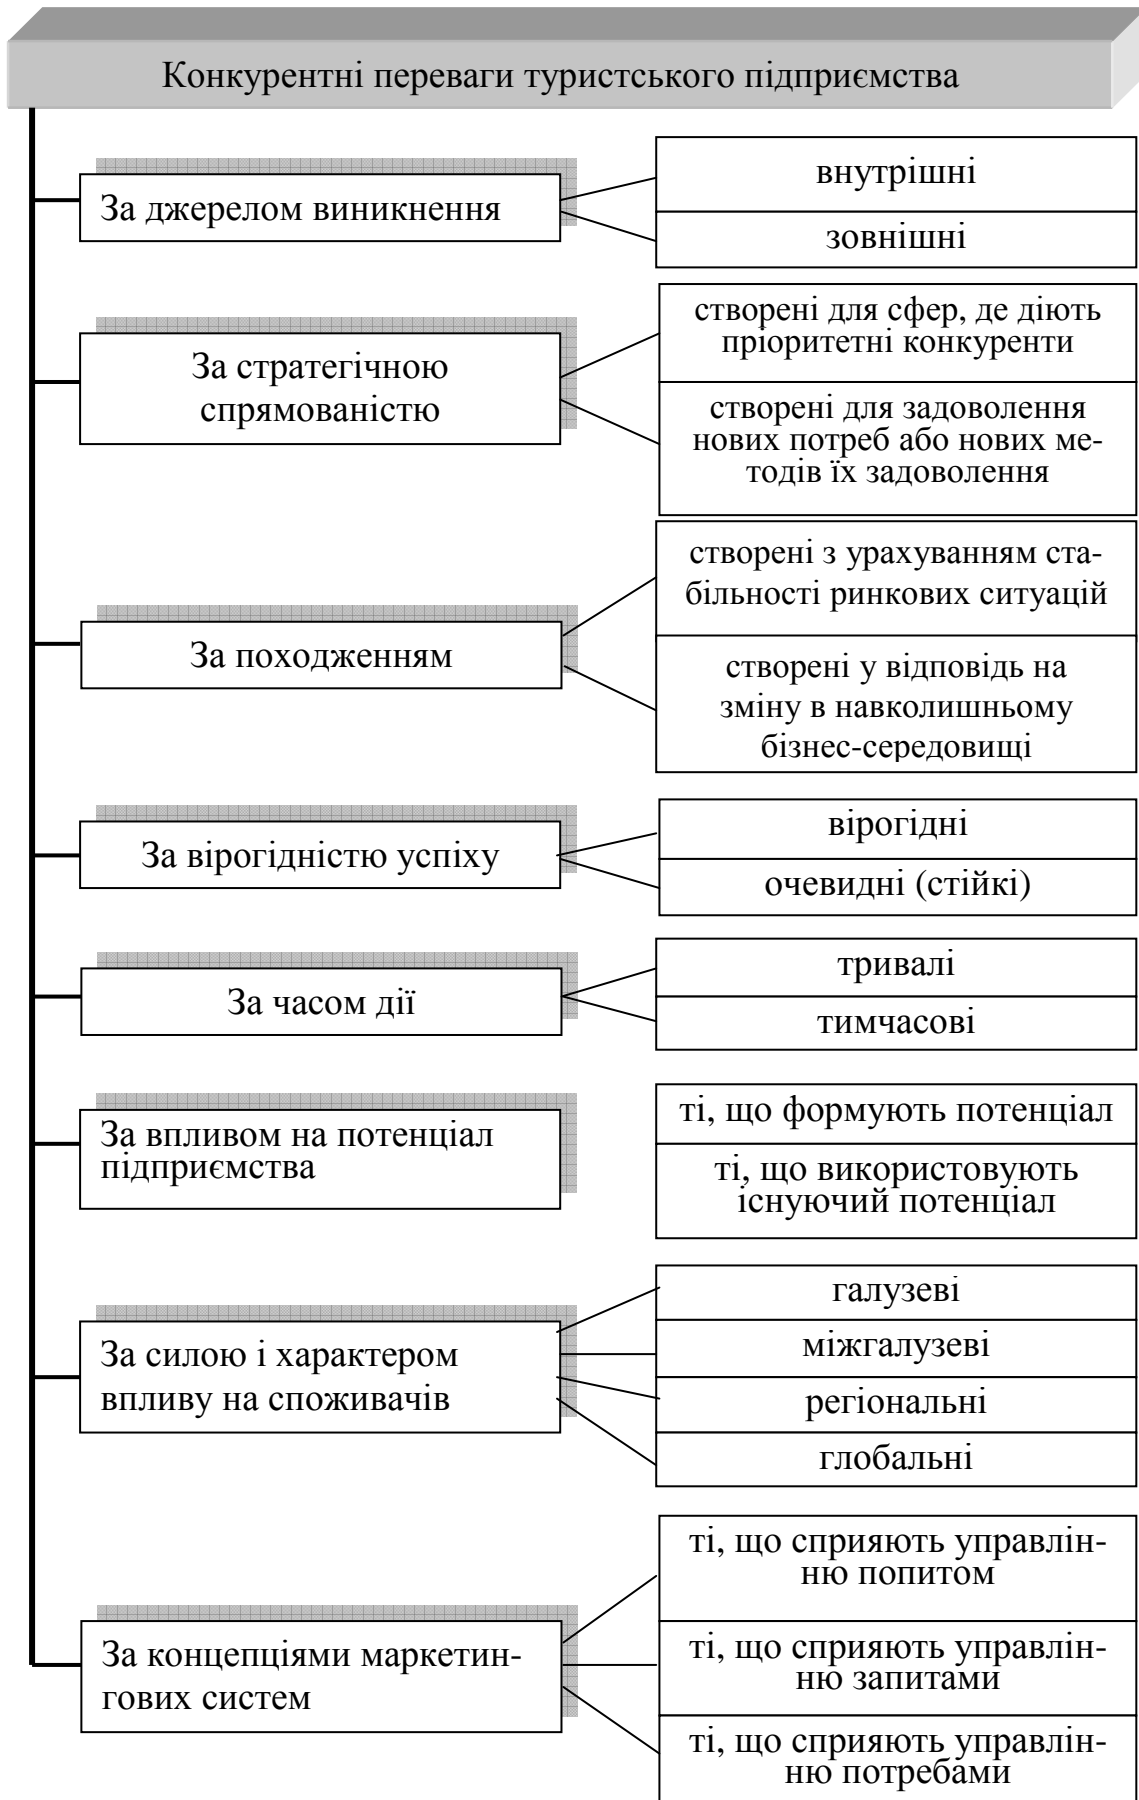 Конкурентні переваги туристського підприємства
За джерелом виникнення
внутрішні
зовнішні
За стратегічною
спрямованістю
створені для сфер, де діють
пріоритетні конкуренти
створені для задоволення
нових потреб або нових ме-
тодів їх задоволення
За походженням
створені з урахуванням ста-
більності ринкових ситуацій
створені у відповідь на
зміну в навколишньому
бізнес-середовищі
За вірогідністю успіху
вірогідні
очевидні (стійкі)
За часом дії
тривалі
тимчасові
За впливом на потенціал
підприємства
ті, що формують потенціал
ті, що використовують
існуючий потенціал
За силою і характером
впливу на споживачів
галузеві
міжгалузеві
регіональні
глобальні
За концепціями маркетин-
гових систем
ті, що сприяють управлін-
ню попитом
ті, що сприяють управлін-
ню запитами
ті, що сприяють управлін-
ню потребами